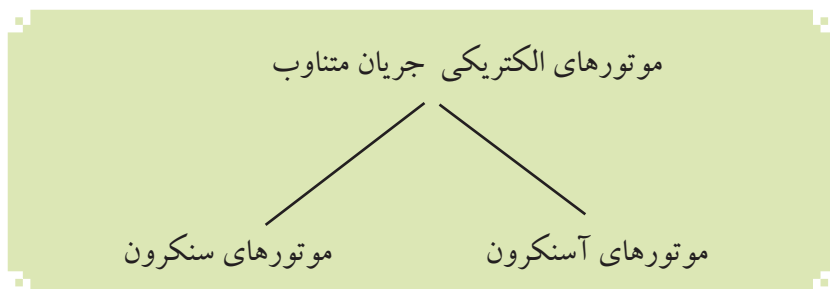 موتورهای الکتریکی جریان متناوب
موتورهای آسنکرون
موتورهای سنکرون